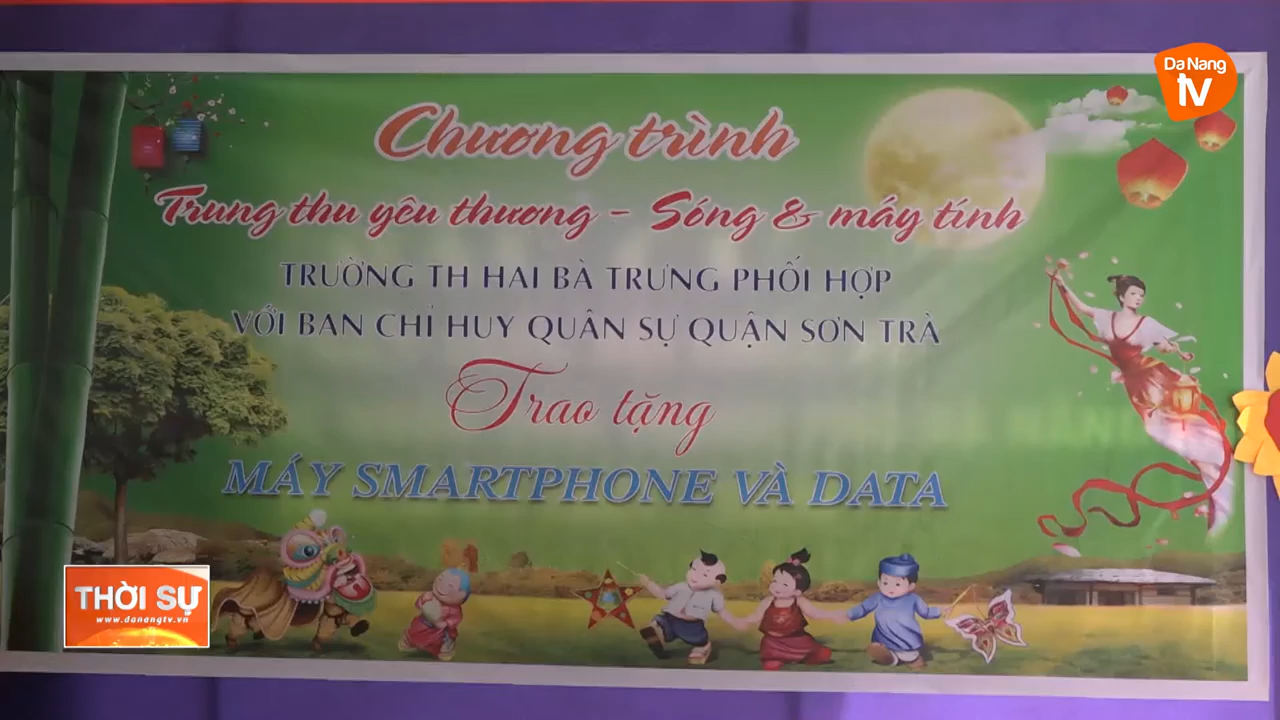 Da Nang
tv
Chương trình
Trung thu yêu thương - Sóng & máy tính
TRƯỜNG TH HAI BÀ TRƯNG PHỐI HỢP
VỚI BAN CHỈ HUY QUÂN SỰ QUẬN SƠN TRÀ
Trao tặng
MÁY SMARTPHONE VÀ DATA
THỜI SỰ
www.danangtv.vn